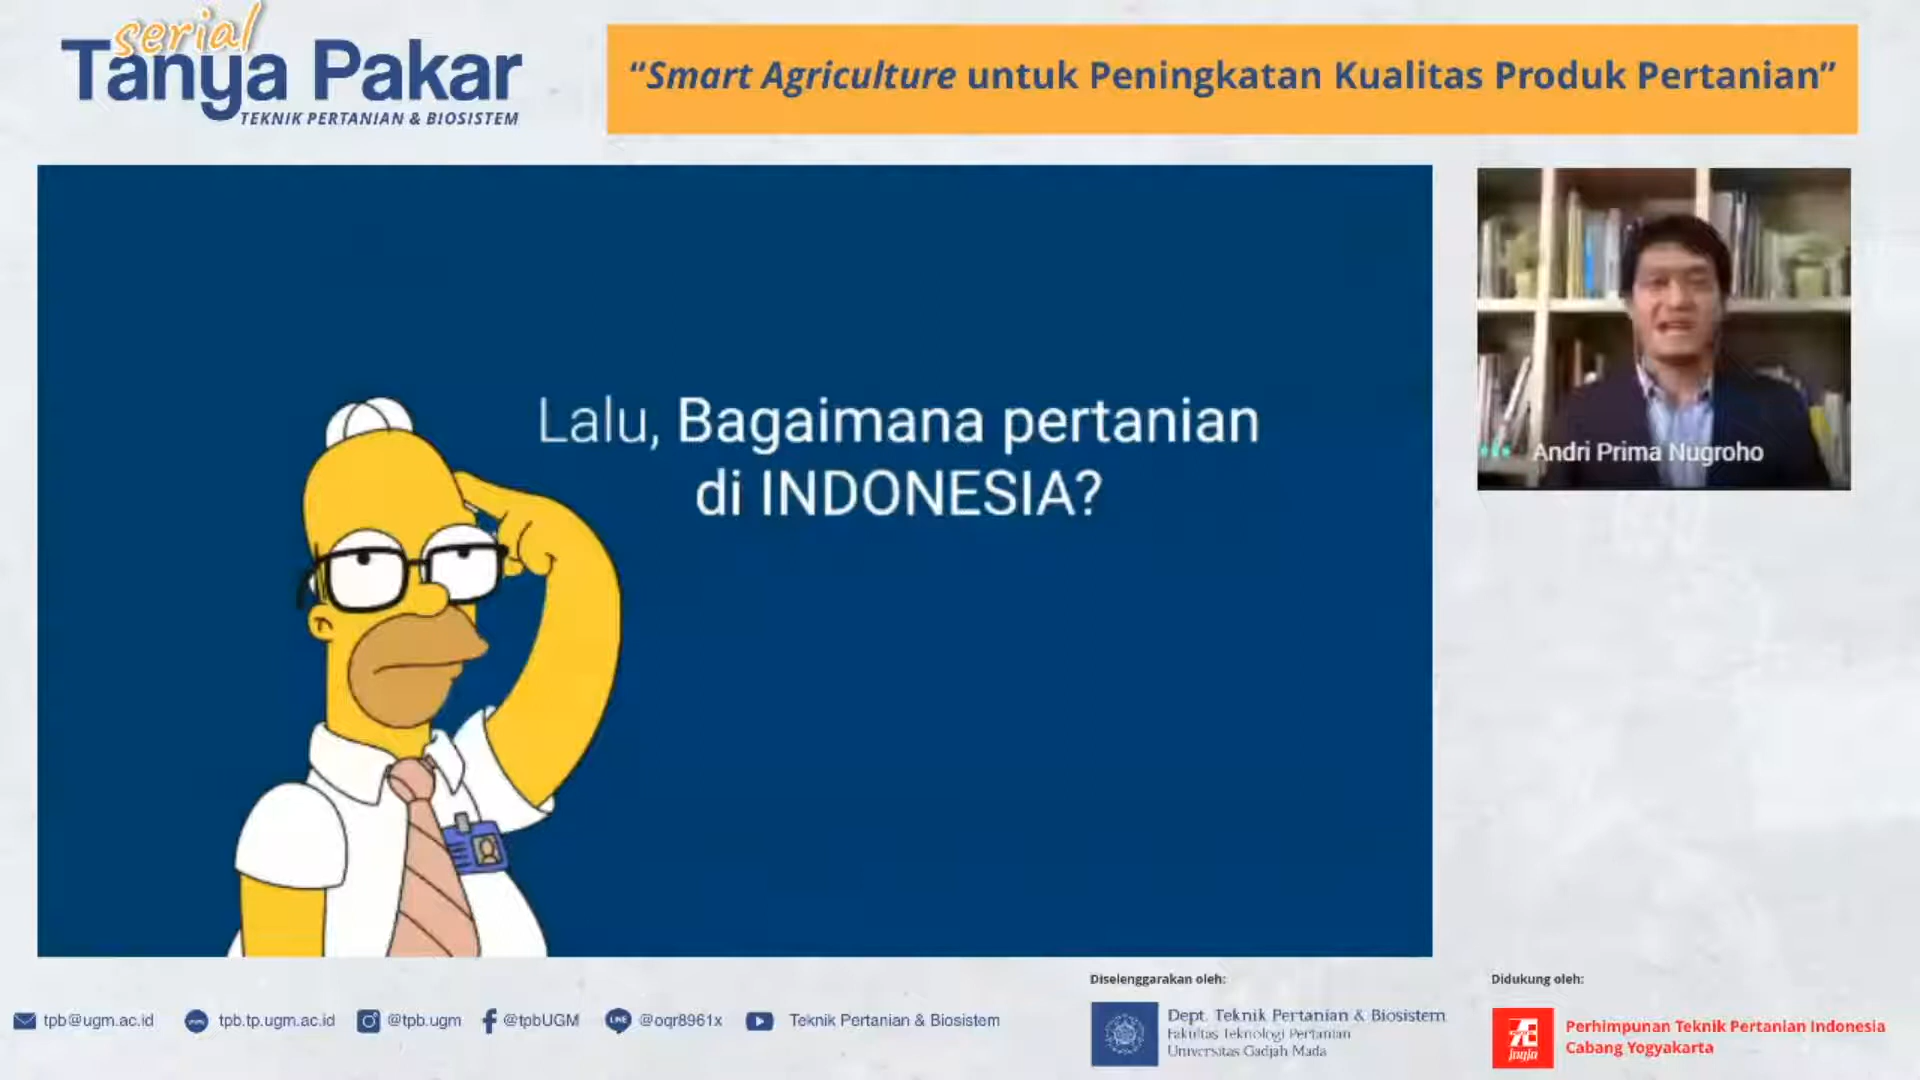 serial
Tanya Pakar
TEKNIK PERTANIAN & BIOSISTEM
“Smart Agriculture untuk Peningkatan Kualitas Produk Pertanian”
Lalu, Bagaimana pertanian
di INDONESIA?
Andri Prima Nugroho
Diselenggarakan oleh:
Dept. Teknik Pertanian & Biosistem
Fakultas Teknologi Pertanian
Universitas Gadjah Mada
Didukung oleh:
Jogja
Perhimpunan Teknik Pertanian Indonesia
Cabang Yogyakarta
tpb@ugm.ac.id
tpb.tp.ugm.ac.id
@tpb.ugm
@tpbUGM
LINE
@oqr8961x
Teknik Pertanian & Biosistem